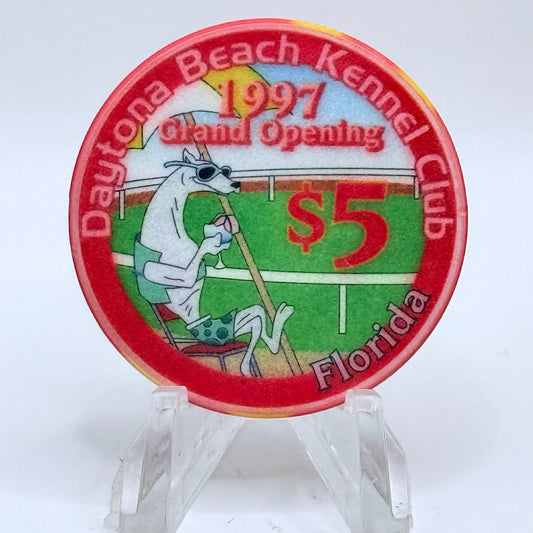 Daytona Beach Kennel Club
1997
Grand Opening
$5
Florida